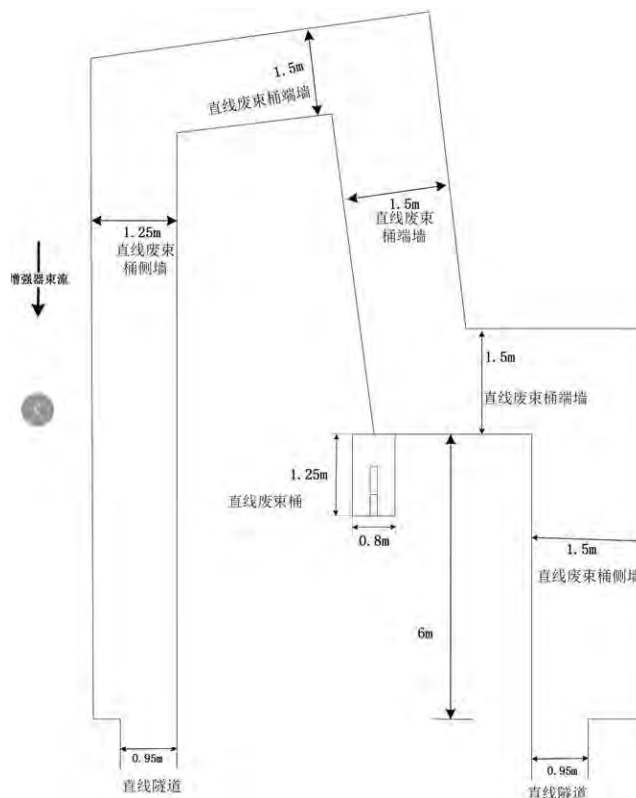 1.5m
直线废束桶端墙
1.5m
直线废束
桶端墙
1.25m
直线废束
桶侧墙
增强器束流
1.5m
直线废束桶端墙
1.25m
直线废束桶
0.8m
1.5m
直线废束桶侧墙
6m
0.95m
直线隧道
0.95m
直线隧道